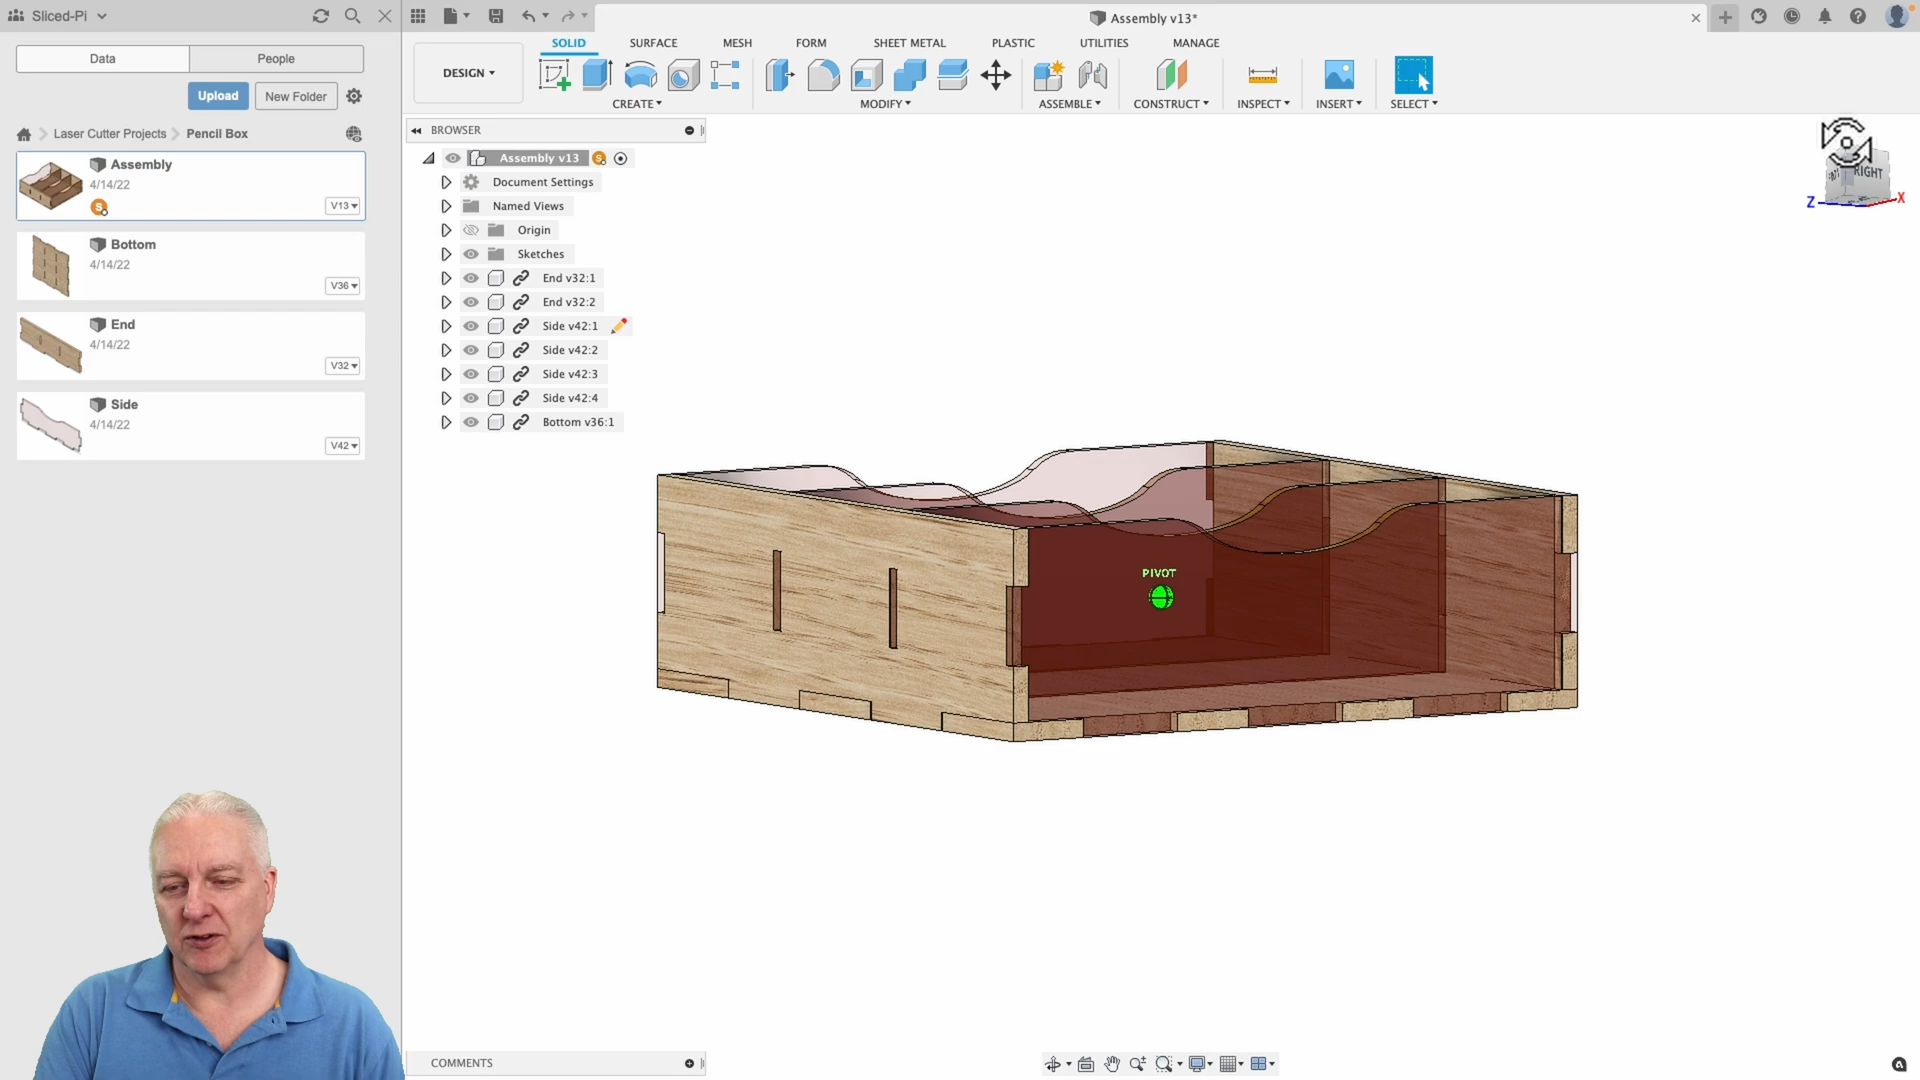 Sliced-Pi
Assembly v13*
Data
People
Upload
New Folder
Laser Cutter Projects
Pencil Box
Assembly
4/14/22
V13
Bottom
4/14/22
V36
End
4/14/22
V32
Side
4/14/22
V42
DESIGN
SOLID
SURFACE
MESH
FORM
SHEET METAL
PLASTIC
UTILITIES
MANAGE
CREATE
MODIFY
ASSEMBLE
CONSTRUCT
INSPECT
INSERT
SELECT
BROWSER
Assembly v13
S
Document Settings
Named Views
Origin
Sketches
End v32:1
End v32:2
Side v42:1
Side v42:2
Side v42:3
Side v42:4
Bottom v36:1
RIGHT
Z
X
PIVOT
COMMENTS